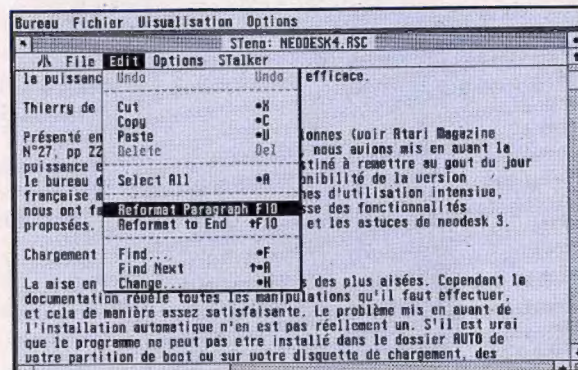 Bureau Fichier Visualisation Options
STeno: NEODESK4.RSC
File Edit Options STalker
la puissanc
efficace.
Undo Undo
Thierry de
Cut ◆X
Copy ◆C
Paste ◆V
Delete Del
Select All ◆A
Reformat Paragraph F10
Reformat to End ↑F10
Find... ◆F
Find Next ↑◆A
Change... ◆H
Présenté en
lonnes (voir Atari Magazine
N°27, pp 22
, nous avions mis en avant la
puissance e
stiné à remettre au gout du jour
le bureau d
onibilité de la version
française m
nes d'utilisation intensive,
nous ont fa
sse des fonctionnalités
proposées.
et les astuces de neodesk 3.
Chargement
La mise en
s des plus aisées. Cependant la
documentation révèle toutes les manipulations qu'il faut effectuer,
et cela de manière assez satisfaisante. Le problème mis en avant de
l'installation automatique n'en est pas réellement un. S'il est vrai
que le programme ne peut pas etre installé dans le dossier AUTO de
votre partition de boot ou sur votre disquette de chargement, des